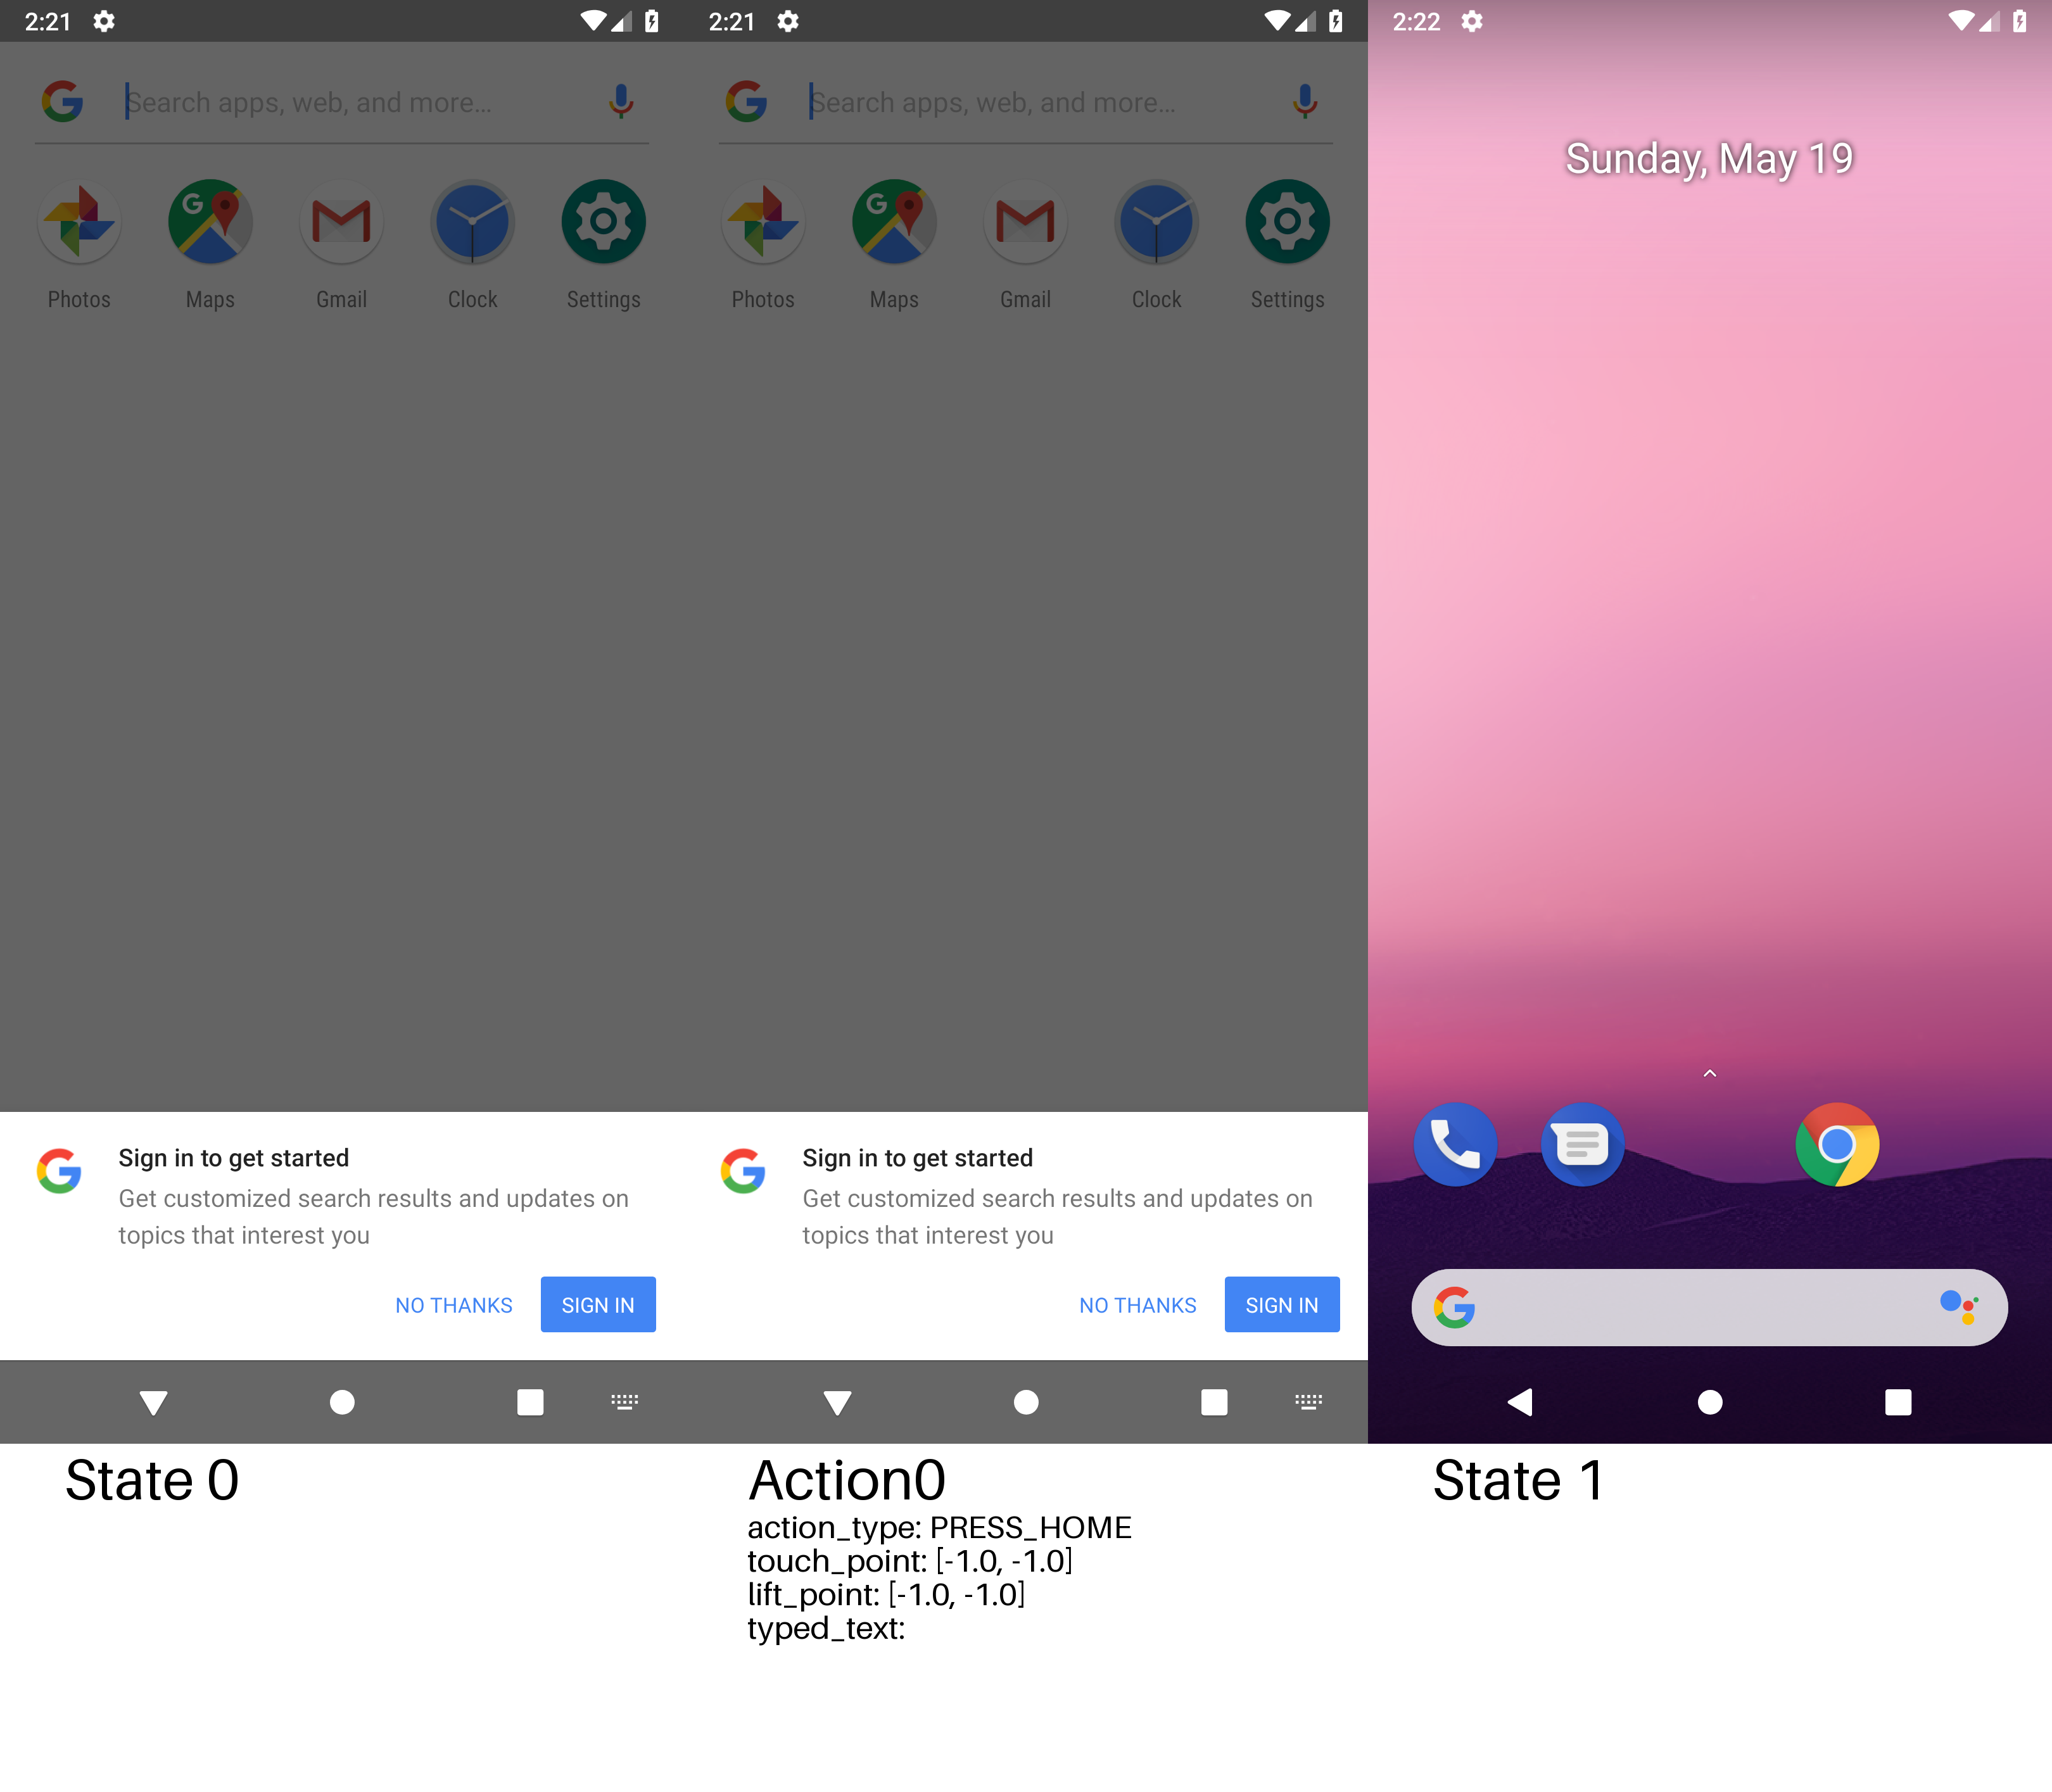 2:21
Search apps, web, and more...
Photos Maps Gmail Clock Settings
Sign in to get started
Get customized search results and updates on
topics that interest you
NO THANKS SIGN IN
State 0
2:21
Search apps, web, and more...
Photos Maps Gmail Clock Settings
Sign in to get started
Get customized search results and updates on
topics that interest you
NO THANKS SIGN IN
Action0
action_type: PRESS_HOME
touch_point: [-1.0, -1.0]
lift_point: [-1.0, -1.0]
typed_text:
2:22
Sunday, May 19
State 1